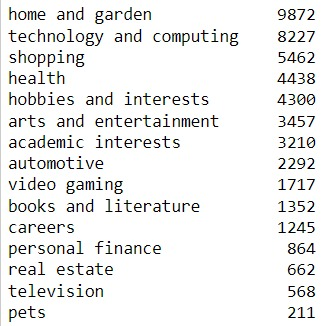 home and garden 9872
technology and computing 8227
shopping 5462
health 4438
hobbies and interests 4300
arts and entertainment 3457
academic interests 3210
automotive 2292
video gaming 1717
books and literature 1352
careers 1245
personal finance 864
real estate 662
television 568
pets 211